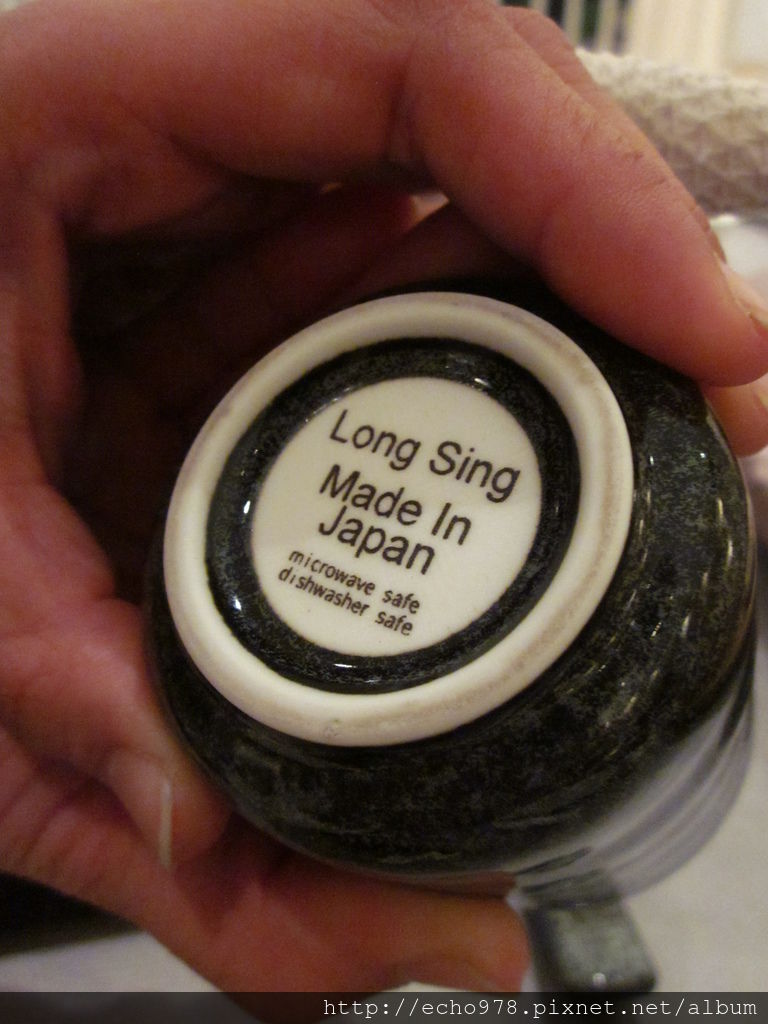 Long Sing
Made In
Japan
microwave safe
dishwasher safe
http://echo978.pixnet.net/album